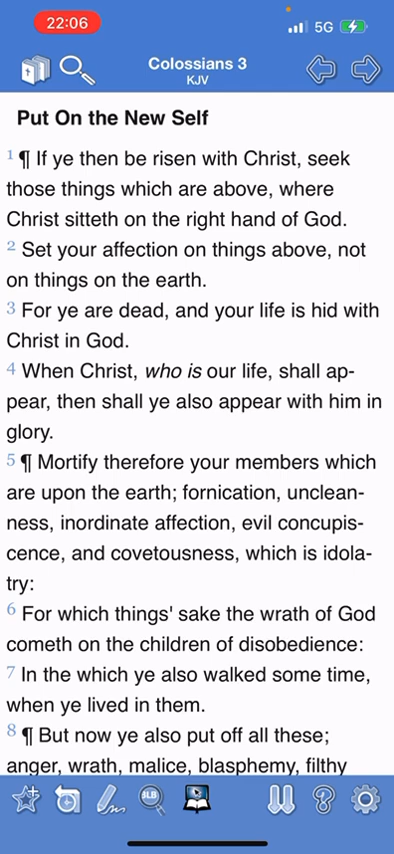 22:06
5G
Colossians 3
KJV
Put On the New Self
1 ¶ If ye then be risen with Christ, seek
those things which are above, where
Christ sitteth on the right hand of God.
2 Set your affection on things above, not
on things on the earth.
3 For ye are dead, and your life is hid with
Christ in God.
4 When Christ, who is our life, shall ap-
pear, then shall ye also appear with him in
glory.
5 ¶ Mortify therefore your members which
are upon the earth; fornication, unclean-
ness, inordinate affection, evil concupis-
cence, and covetousness, which is idola-
try:
6 For which things' sake the wrath of God
cometh on the children of disobedience:
7 In the which ye also walked some time,
when ye lived in them.
8 ¶ But now ye also put off all these;
anger, wrath, malice, blasphemy, filthy
BLB